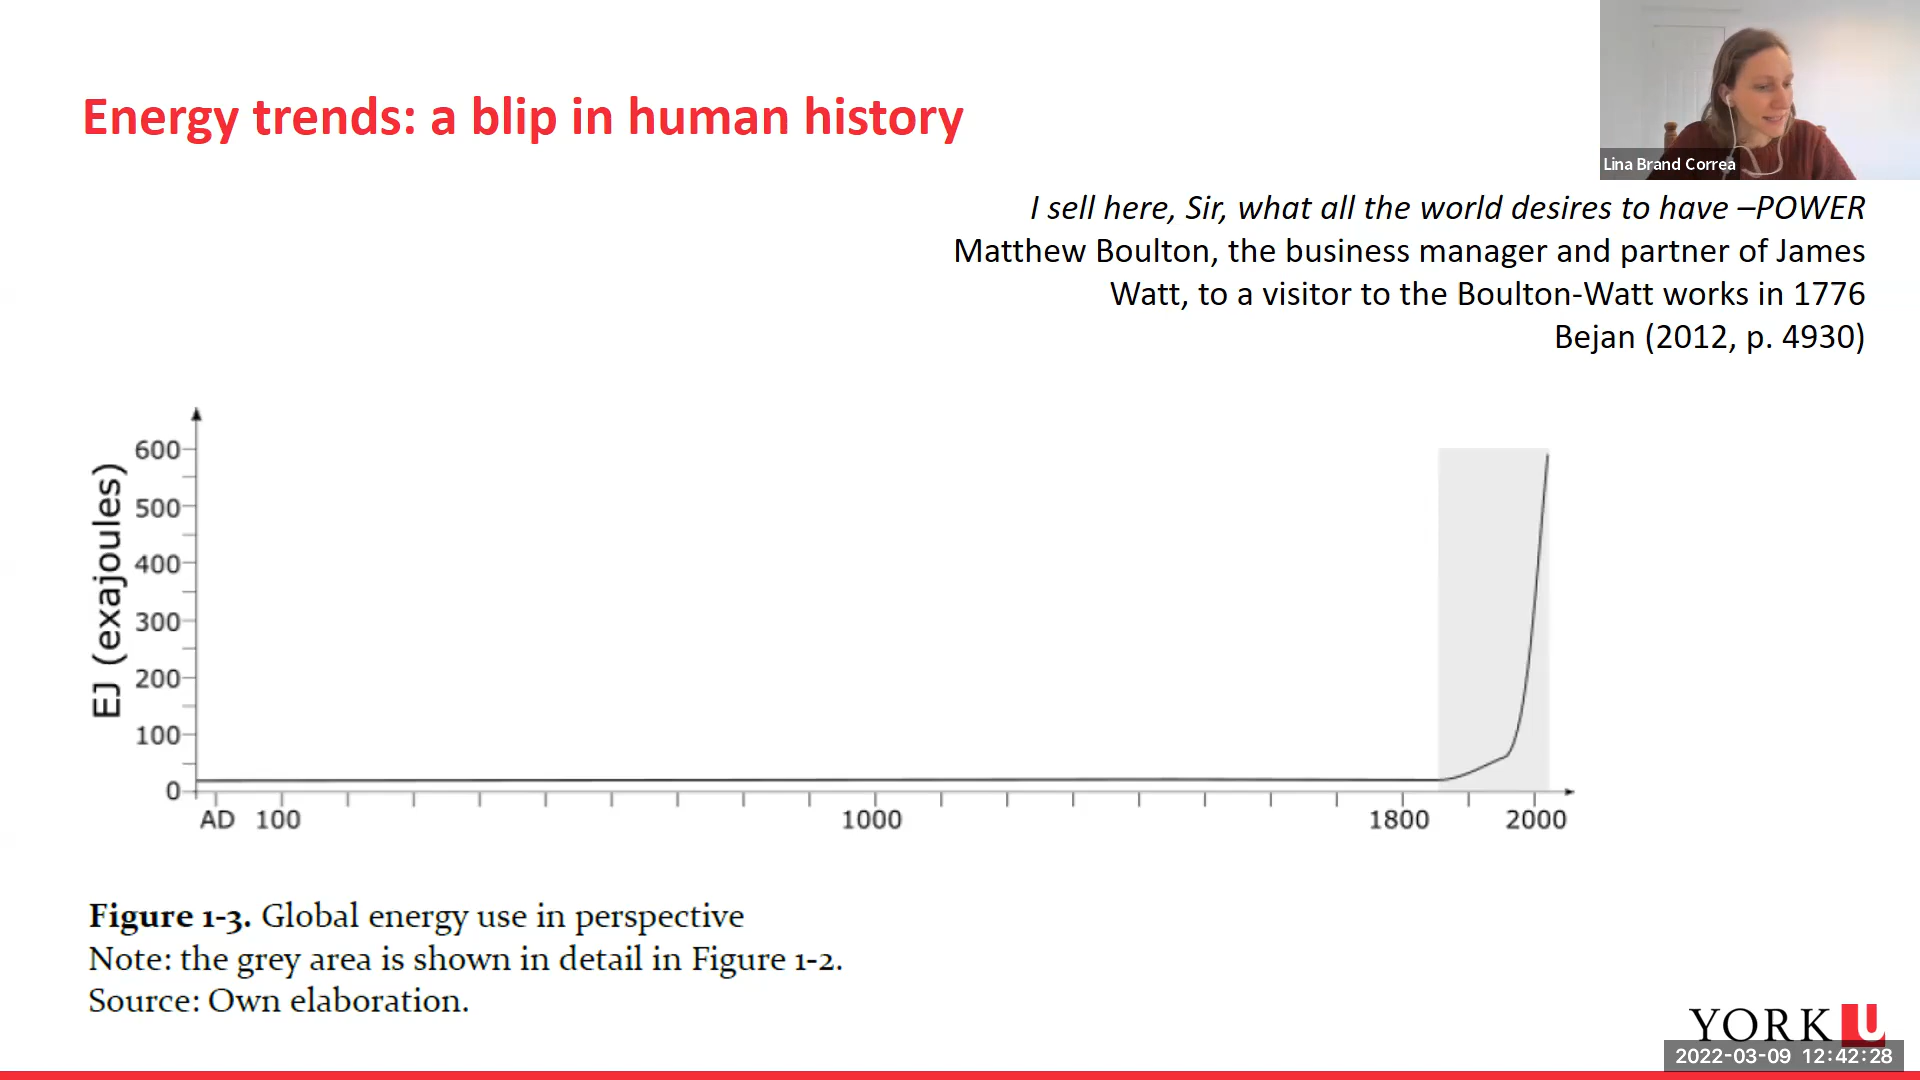 Energy trends: a blip in human history
Lina Brand Correa
I sell here, Sir, what all the world desires to have –POWER
Matthew Boulton, the business manager and partner of James
Watt, to a visitor to the Boulton-Watt works in 1776
Bejan (2012, p. 4930)
EJ (exajoules)
600
500
400
300
200
100
0
AD 100 1000 1800 2000
Figure 1-3. Global energy use in perspective
Note: the grey area is shown in detail in Figure 1-2.
Source: Own elaboration.
YORK U
2022-03-09 12:42:28